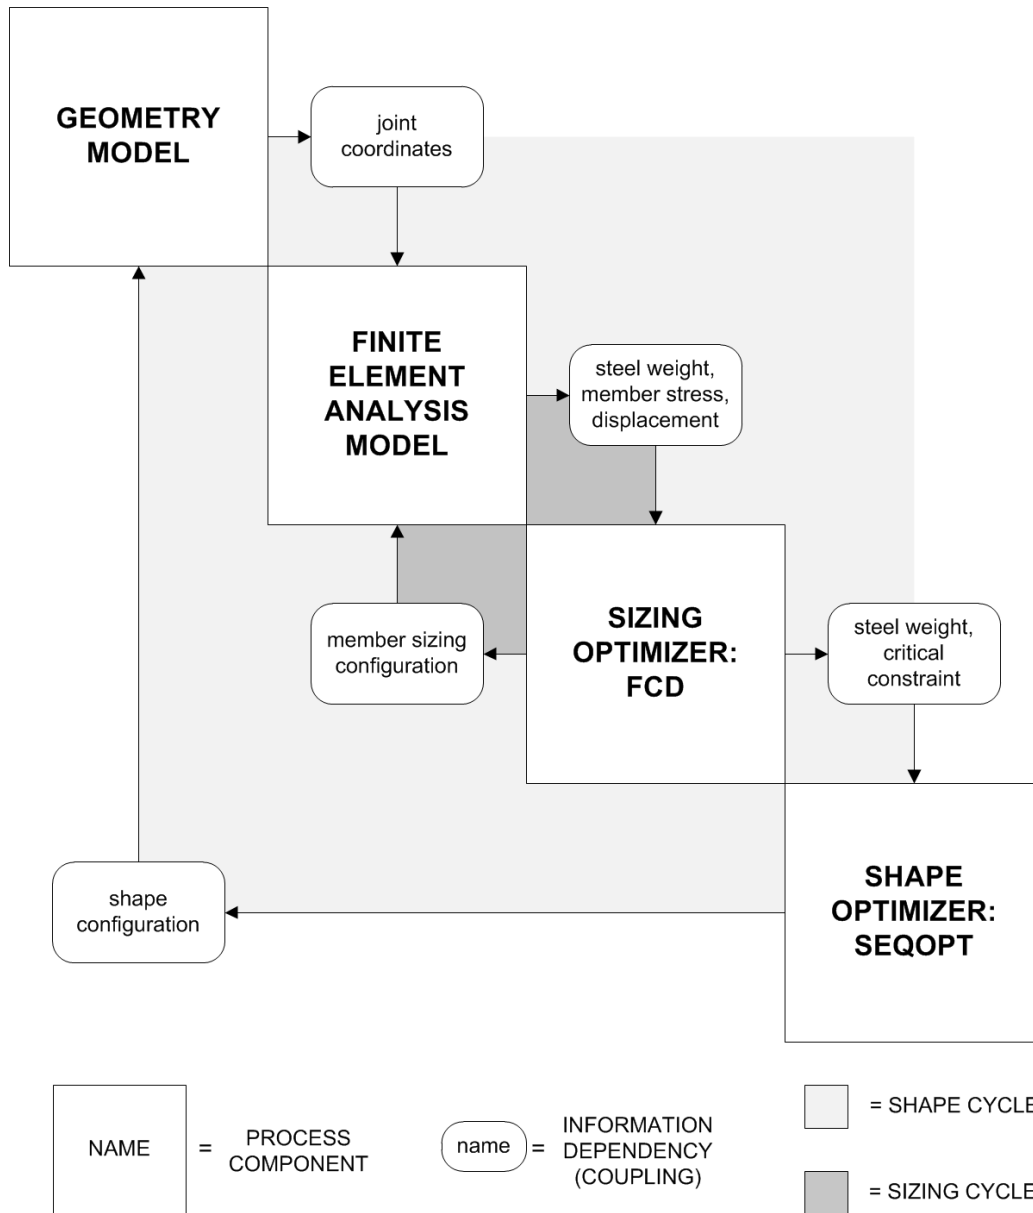 GEOMETRY
MODEL
joint
coordinates
FINITE
ELEMENT
ANALYSIS
MODEL
steel weight,
member stress,
displacement
member sizing
configuration
SIZING
OPTIMIZER:
FCD
steel weight,
critical
constraint
shape
configuration
SHAPE
OPTIMIZER:
SEQOPT
NAME
=
PROCESS
COMPONENT
name
=
INFORMATION
DEPENDENCY
(COUPLING)
= SHAPE CYCLE
= SIZING CYCLE